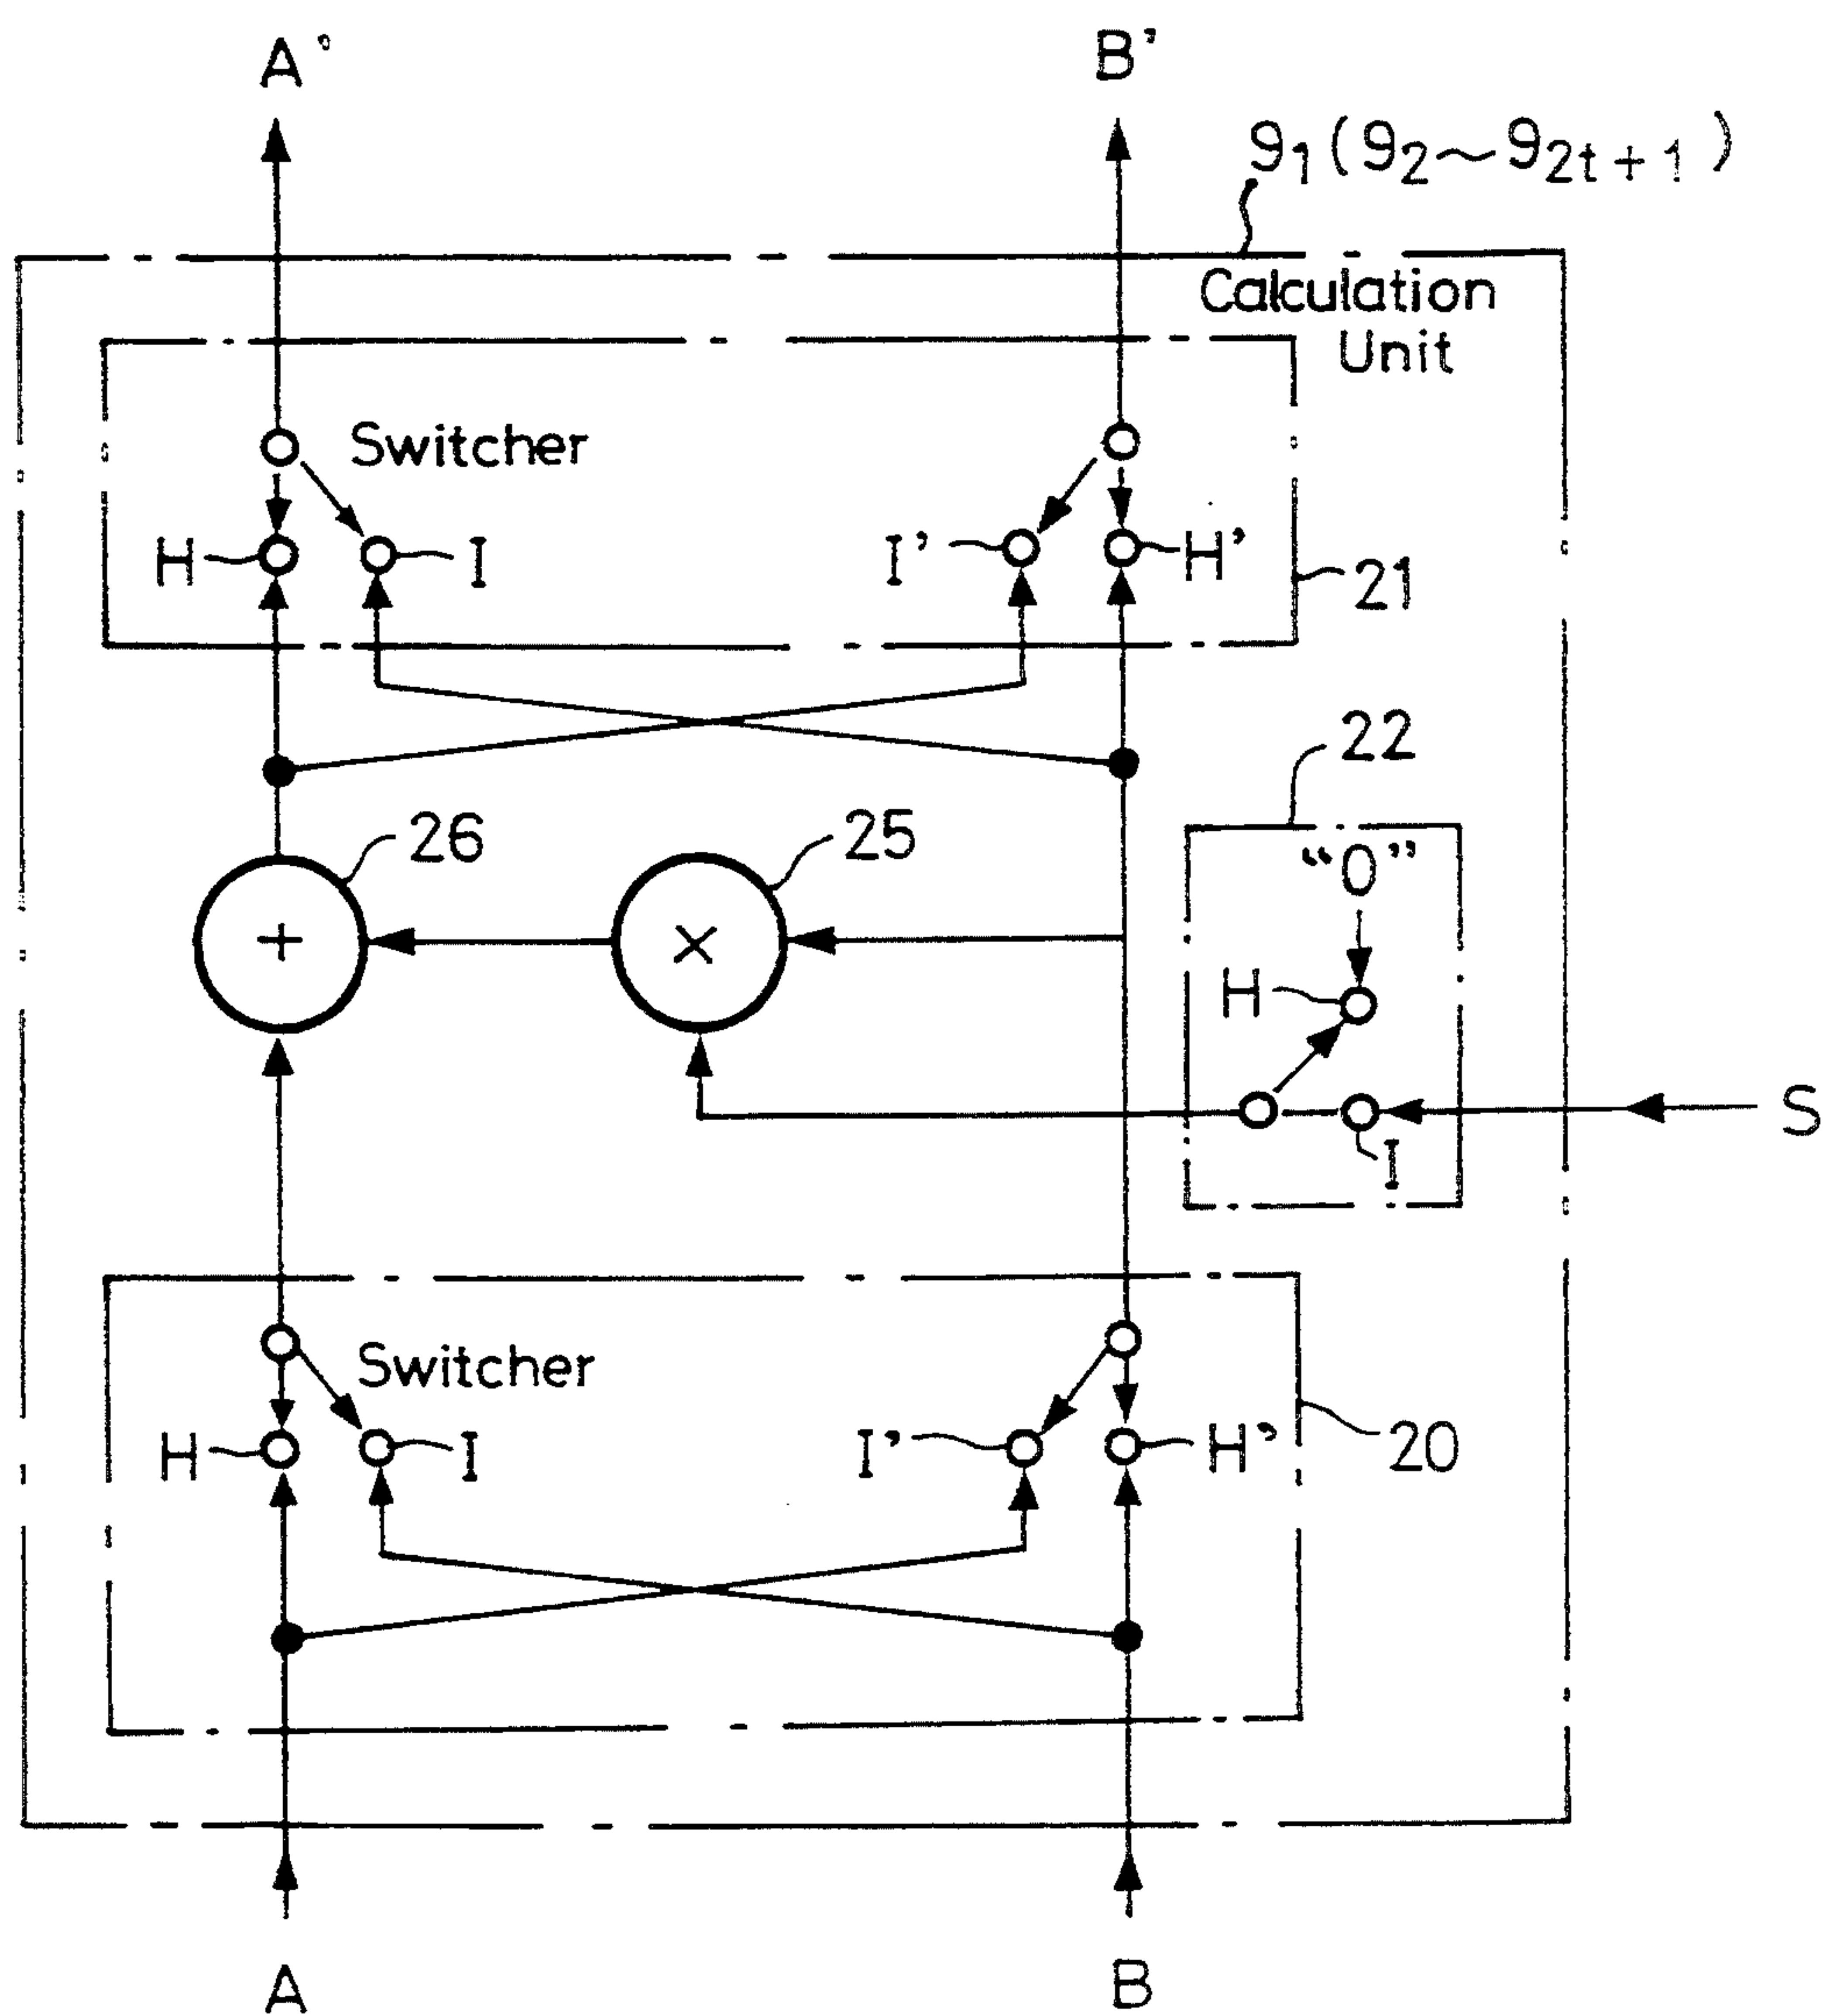 A' B'
9₁ (9₂~9₂ₜ₊₁)
Calculation
Unit
Switcher
H I I' H'
21
22
26 25
"0"
+ × H
S
I
Switcher
H I I' H' 20
A B